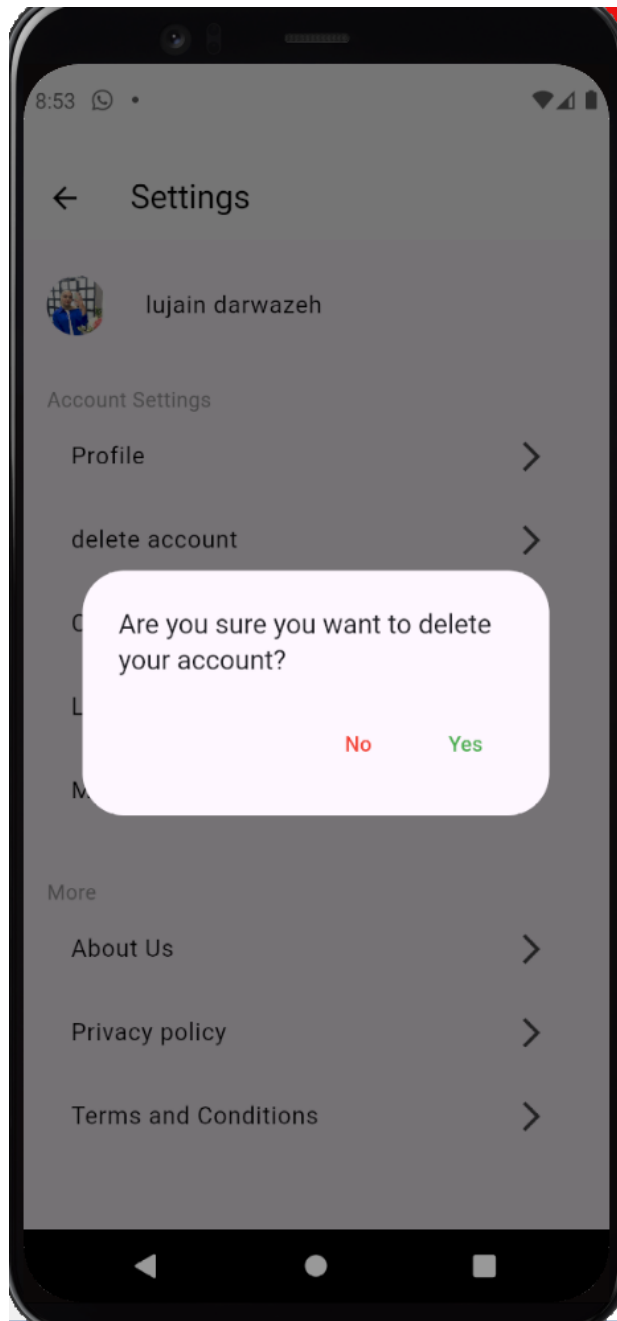 8:53
Settings
lujain darwazeh
Account Settings
Profile
delete account
Are you sure you want to delete
your account?
No Yes
More
About Us
Privacy policy
Terms and Conditions